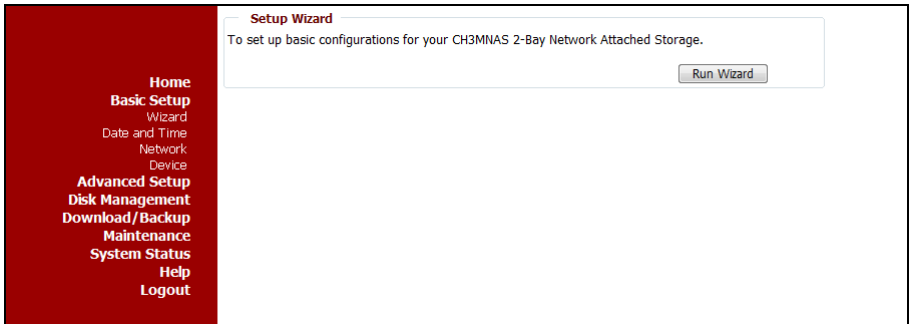 Setup Wizard
To set up basic configurations for your CH3MNAS 2-Bay Network Attached Storage.
Run Wizard
Home
Basic Setup
Wizard
Date and Time
Network
Device
Advanced Setup
Disk Management
Download/Backup
Maintenance
System Status
Help
Logout